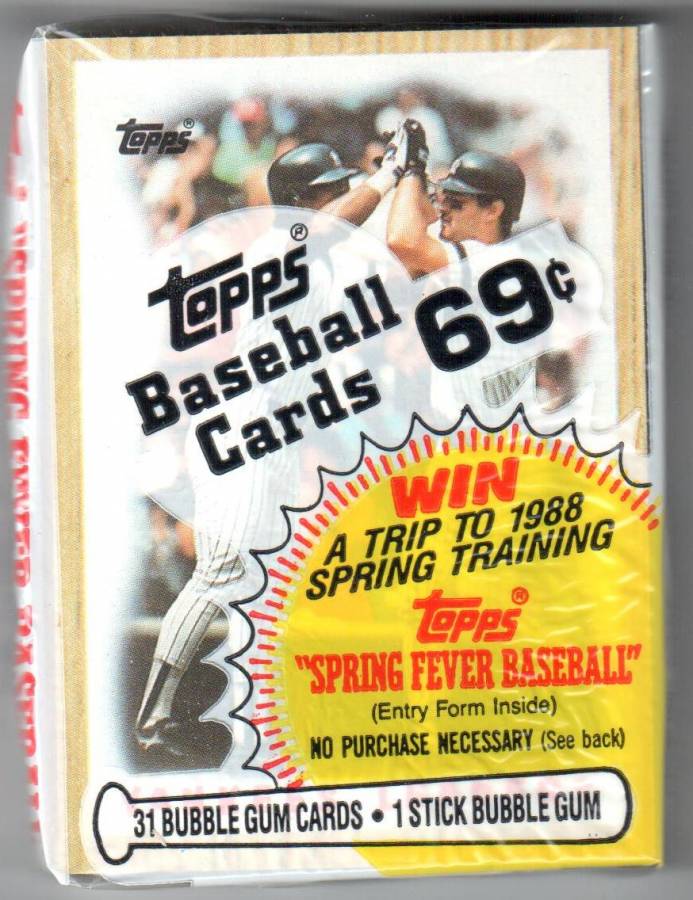 Topps®
Topps®
Baseball
Cards
69¢
WIN
A TRIP TO 1988
SPRING TRAINING
Topps®
"SPRING FEVER BASEBALL"
(Entry Form Inside)
NO PURCHASE NECESSARY (See back)
31 BUBBLE GUM CARDS • 1 STICK BUBBLE GUM